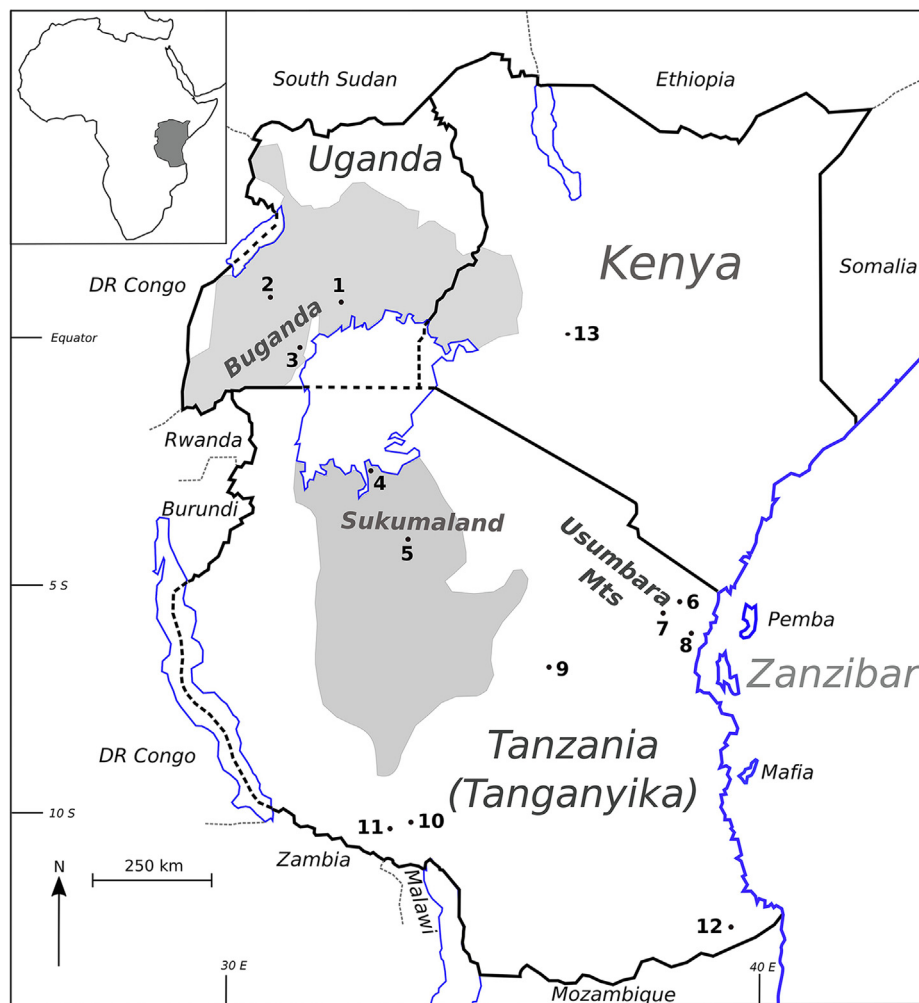 South Sudan
Ethiopia
Uganda
Kenya
DR Congo
Somalia
2
1
Buganda
13
Equator
3
Rwanda
4
Burundi
Sukumaland
5
Usumbara
Mts
5 S
6
7
Pemba
8
9
Zanzibar
DR Congo
Tanzania
(Tanganyika)
Mafia
10 S
11
10
250 km
Zambia
N
Malawi
12
30 E
40 E
Mozambique